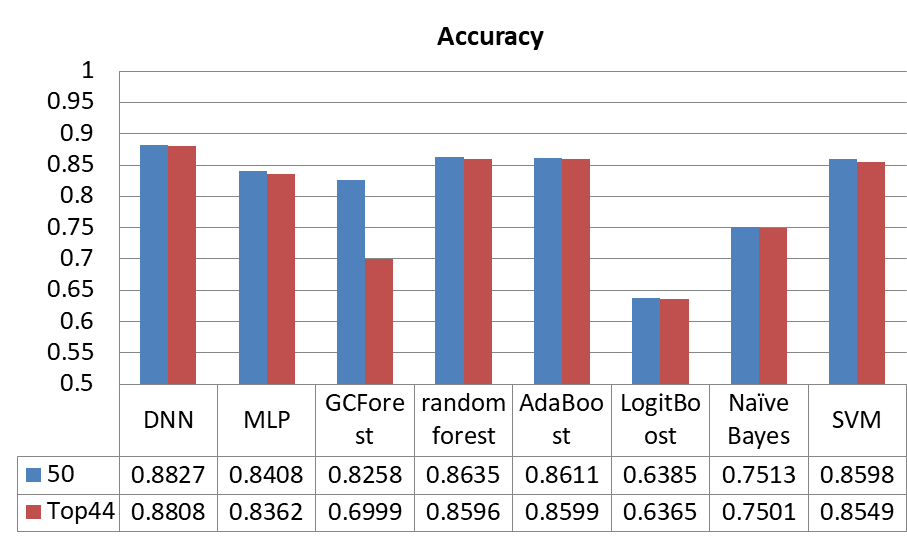 Accuracy
1
0.95
0.9
0.85
0.8
0.75
0.7
0.65
0.6
0.55
0.5
DNN MLP GCFore random AdaBoo LogitBo Naïve SVM
st forest st ost Bayes
50 0.8827 0.8408 0.8258 0.8635 0.8611 0.6385 0.7513 0.8598
Top44 0.8808 0.8362 0.6999 0.8596 0.8599 0.6365 0.7501 0.8549